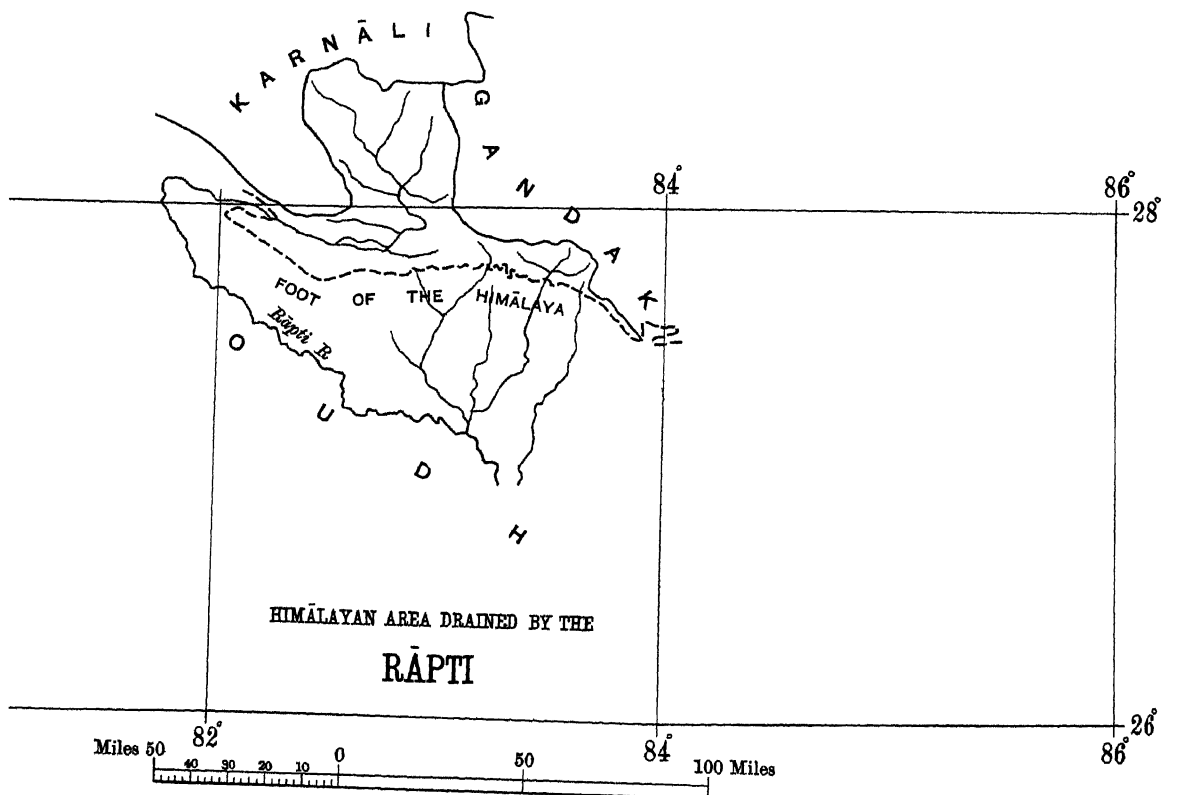 KARNĀLI
GANDAK
84°
86°
28°
FOOT OF THE HIMĀLAYA
Rāpti R
OUDH
HIMĀLAYAN AREA DRAINED BY THE
RĀPTI
26°
82°
84°
86°
Miles 50 40 30 20 10 0 50 100 Miles